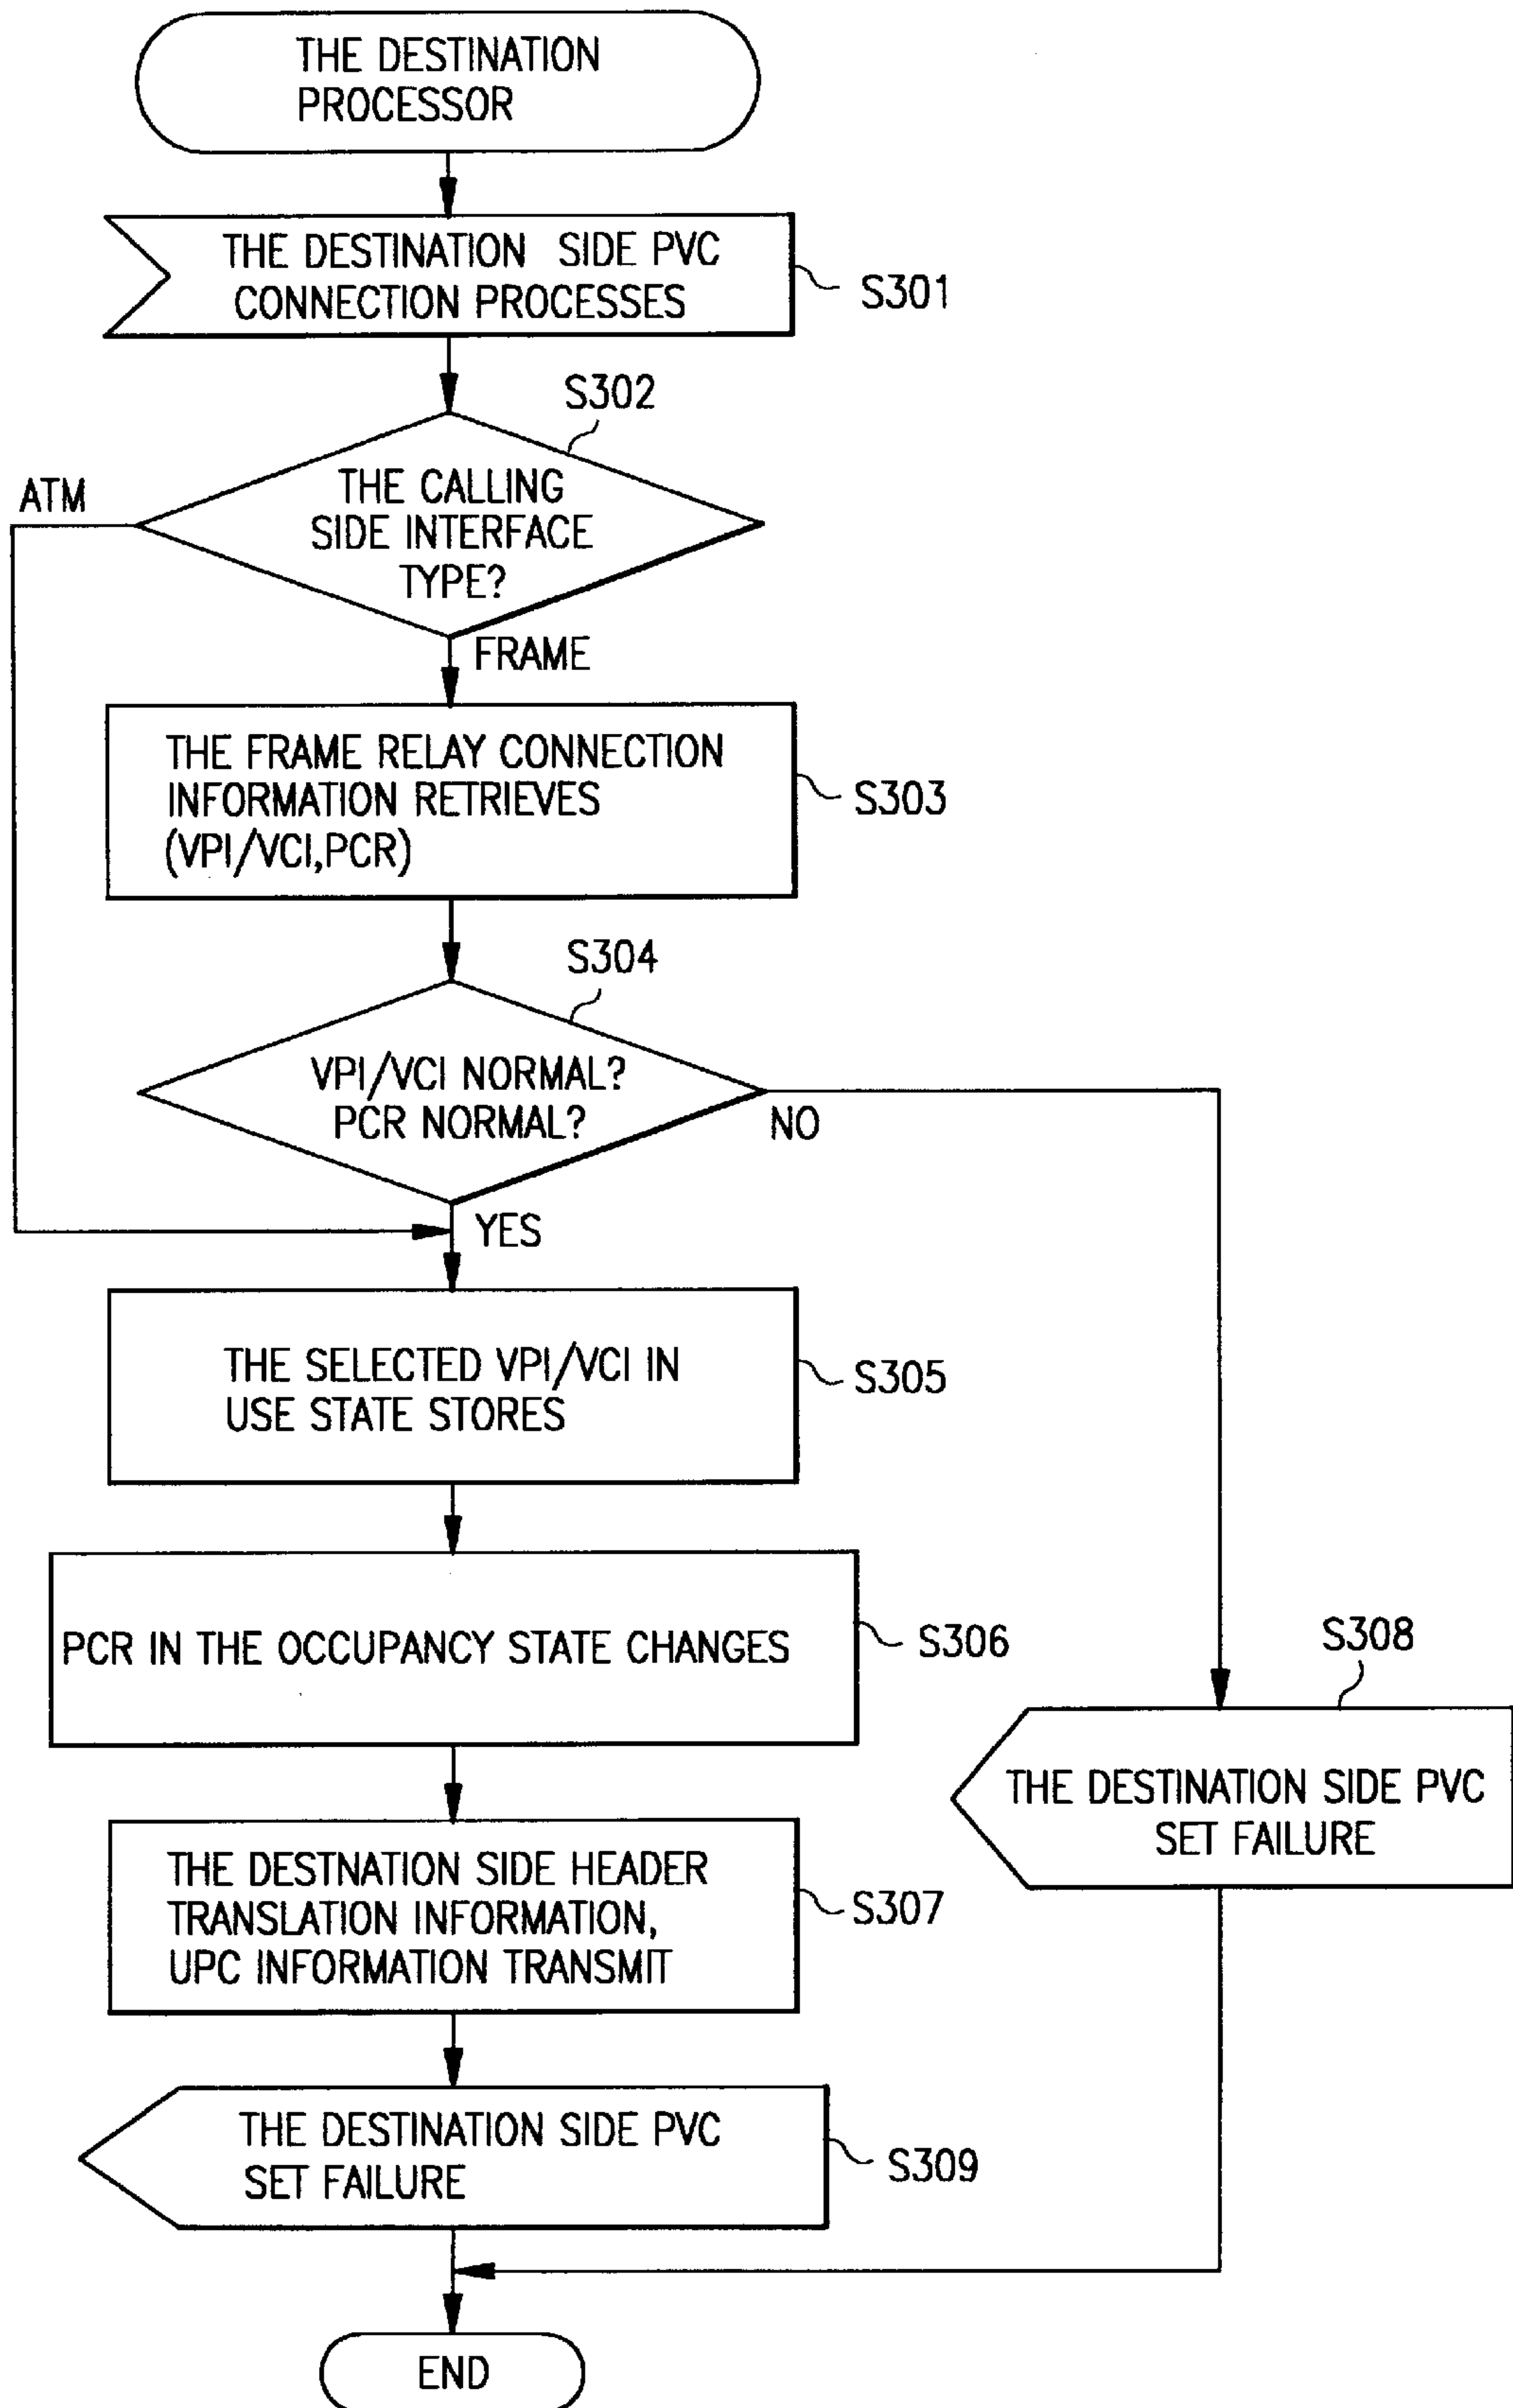 THE DESTINATION
PROCESSOR
THE DESTINATION SIDE PVC
CONNECTION PROCESSES
S301
S302
ATM
THE CALLING
SIDE INTERFACE
TYPE?
FRAME
THE FRAME RELAY CONNECTION
INFORMATION RETRIEVES
(VPI/VCI,PCR)
S303
S304
VPI/VCI NORMAL?
PCR NORMAL?
NO
YES
THE SELECTED VPI/VCI IN
USE STATE STORES
S305
PCR IN THE OCCUPANCY STATE CHANGES
S306
S308
THE DESTINATION SIDE PVC
SET FAILURE
THE DESTNATION SIDE HEADER
TRANSLATION INFORMATION,
UPC INFORMATION TRANSMIT
S307
THE DESTINATION SIDE PVC
SET FAILURE
S309
END